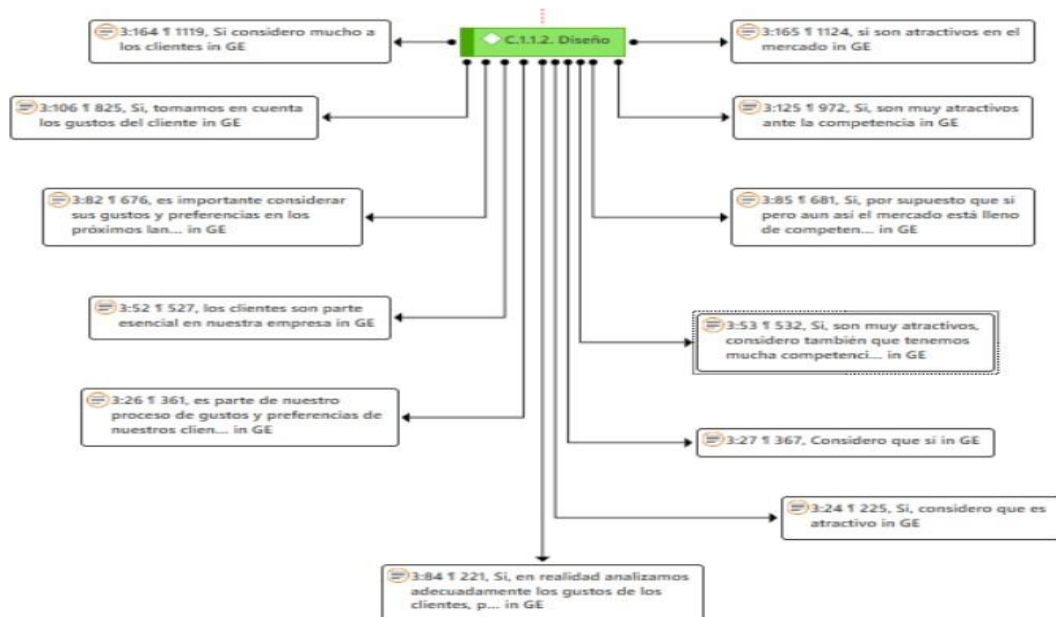 C.1.1.2. Diseño
3:164 ¶ 1119, Si considero mucho a
los clientes in GE
3:165 ¶ 1124, si son atractivos en el
mercado in GE
3:106 ¶ 825, Si, tomamos en cuenta
los gustos del cliente in GE
3:125 ¶ 972, Si, son muy atractivos
ante la competencia in GE
3:82 ¶ 676, es importante considerar
sus gustos y preferencias en los
próximos lan... in GE
3:85 ¶ 681, Si, por supuesto que si
pero aun así el mercado está lleno
de competen... in GE
3:52 ¶ 527, los clientes son parte
esencial en nuestra empresa in GE
3:53 ¶ 532, Si, son muy atractivos,
considero también que tenemos
mucha competenci... in GE
3:26 ¶ 361, es parte de nuestro
proceso de gustos y preferencias de
nuestros clien... in GE
3:27 ¶ 367, Considero que si in GE
3:24 ¶ 225, Si, considero que es
atractivo in GE
3:84 ¶ 221, Si, en realidad analizamos
adecuadamente los gustos de los
clientes, p... in GE